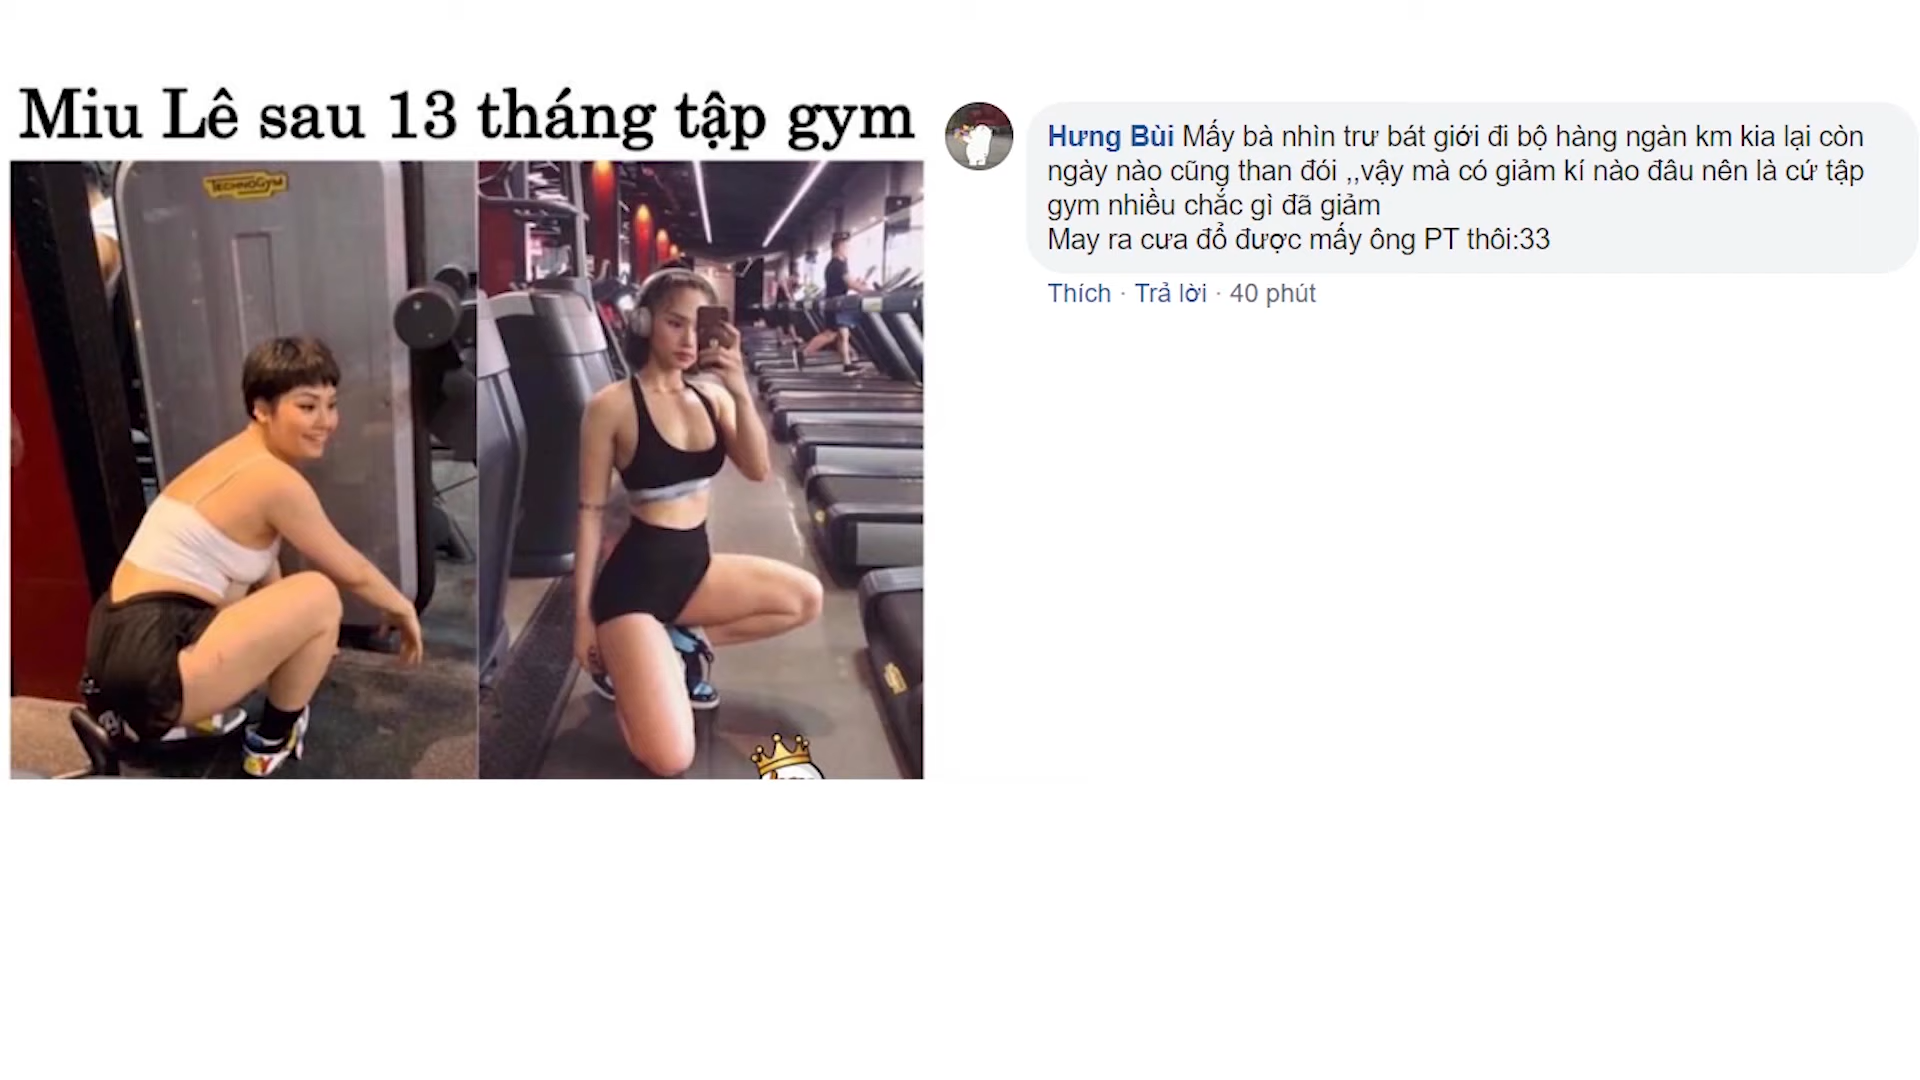 Miu Lê sau 13 tháng tập gym
TECHNOGYM
Hưng Bùi Mấy bà nhìn trư bát giới đi bộ hàng ngàn km kia lại còn
ngày nào cũng than đói ,,vậy mà có giảm kí nào đâu nên là cứ tập
gym nhiều chắc gì đã giảm
May ra cưa đổ được mấy ông PT thôi:33
Thích · Trả lời · 40 phút